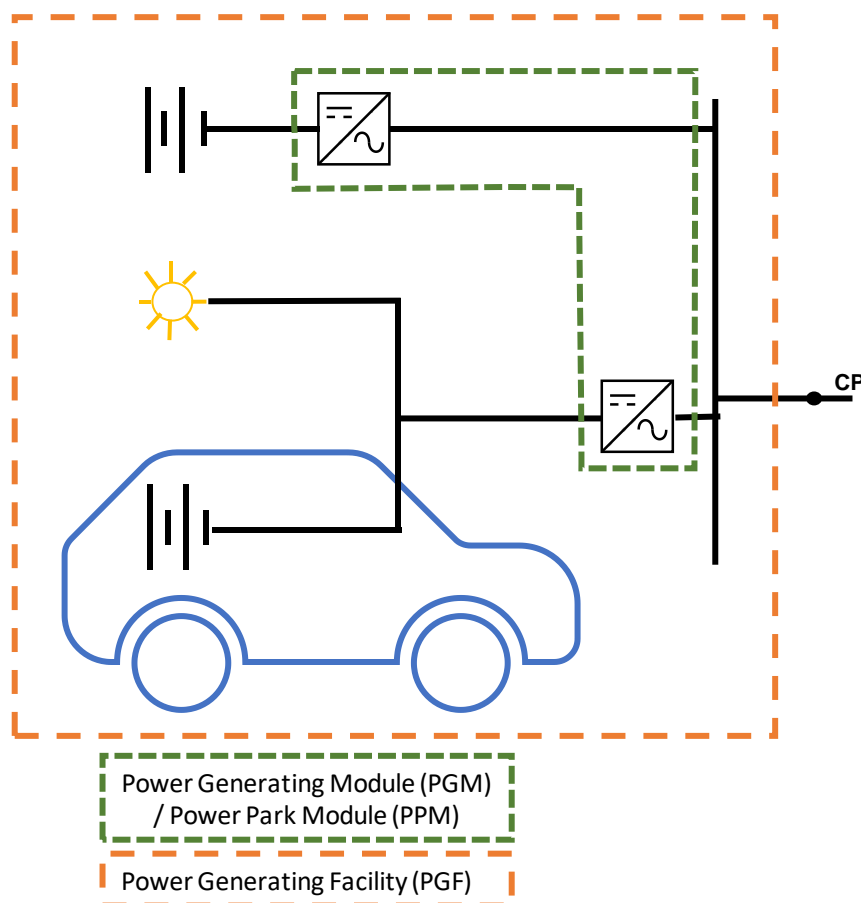 CP
Power Generating Module (PGM)
/ Power Park Module (PPM)
Power Generating Facility (PGF)